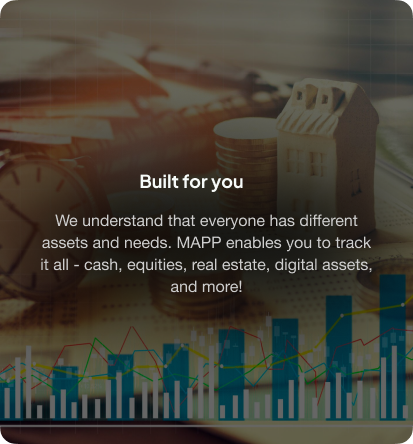 Built for you
We understand that everyone has different
assets and needs. MAPP enables you to track
it all - cash, equities, real estate, digital assets,
and more!